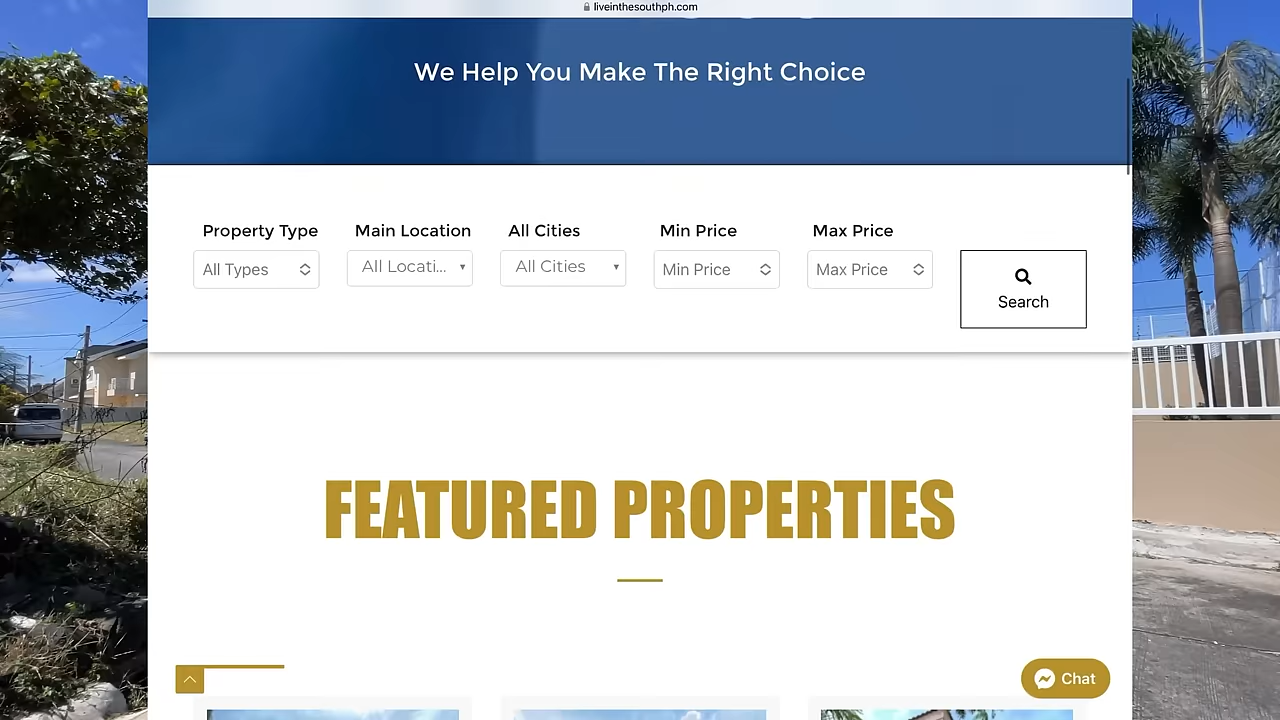 liveinthesouthph.com
We Help You Make The Right Choice
Property Type
Main Location
All Cities
Min Price
Max Price
All Types
All Locati...
All Cities
Min Price
Max Price
Search
FEATURED PROPERTIES
Chat